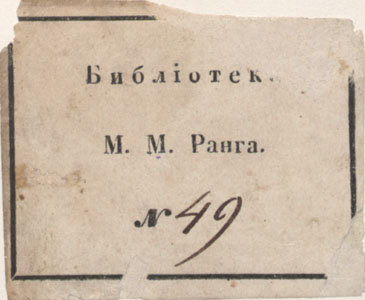 Библіотек.
М. М. Ранга.
№ 49